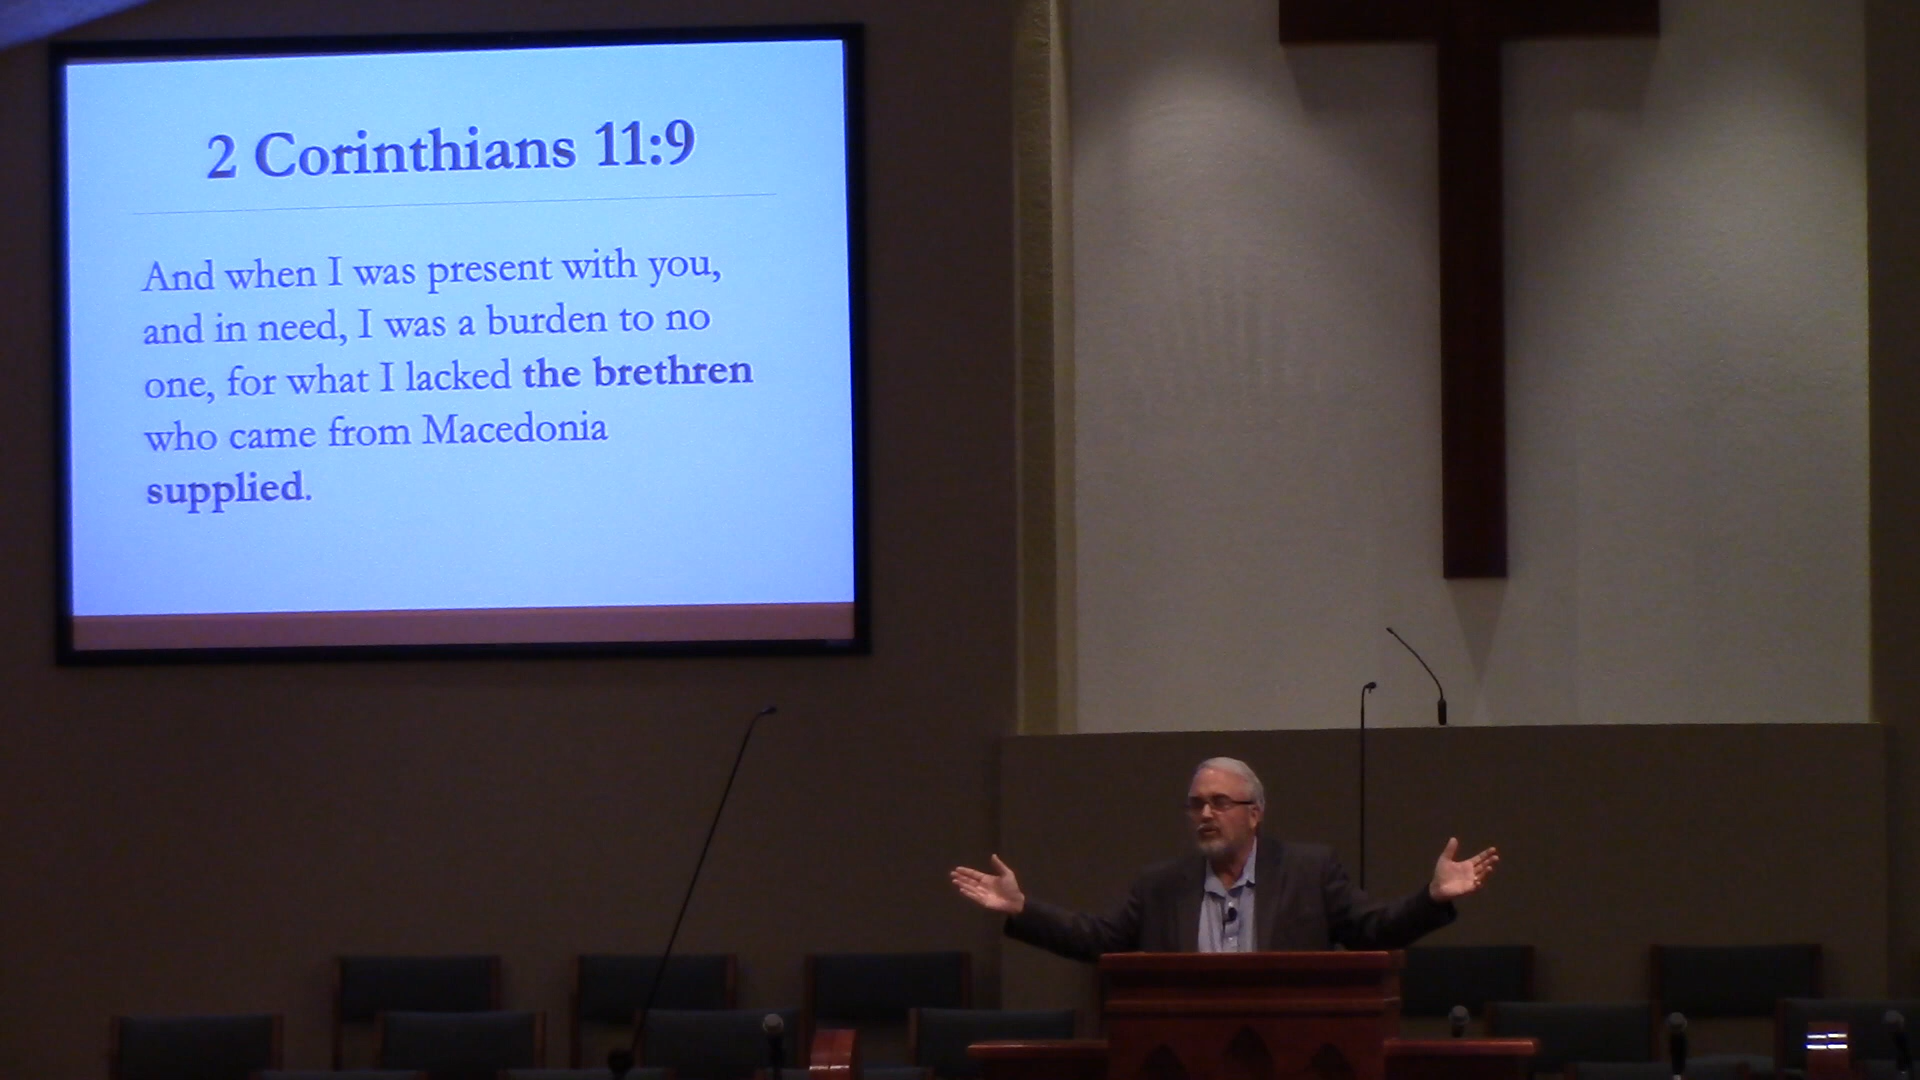 2 Corinthians 11:9
And when I was present with you,
and in need, I was a burden to no
one, for what I lacked the brethren
who came from Macedonia
supplied.